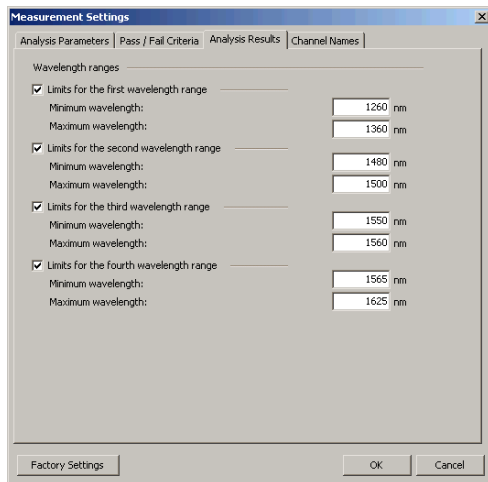 Measurement Settings
Analysis Parameters Pass / Fail Criteria Analysis Results Channel Names
Wavelength ranges
Limits for the first wavelength range
Minimum wavelength: 1260 nm
Maximum wavelength: 1360 nm
Limits for the second wavelength range
Minimum wavelength: 1480 nm
Maximum wavelength: 1500 nm
Limits for the third wavelength range
Minimum wavelength: 1550 nm
Maximum wavelength: 1560 nm
Limits for the fourth wavelength range
Minimum wavelength: 1565 nm
Maximum wavelength: 1625 nm
Factory Settings OK Cancel